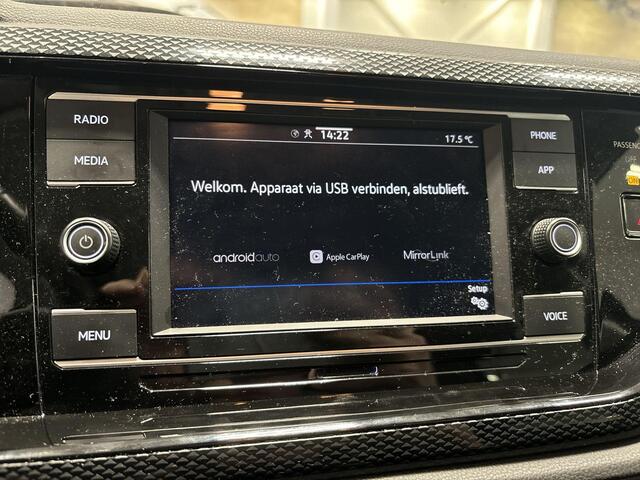 RADIO
MEDIA
MENU
14:22
17.5 °C
Welkom. Apparaat via USB verbinden, alstublieft.
androidauto
Apple CarPlay
MirrorLink
Setup
PHONE
APP
VOICE